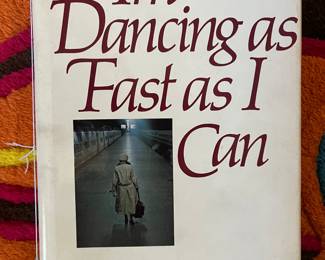 I'm
Dancing as
Fast as I
Can